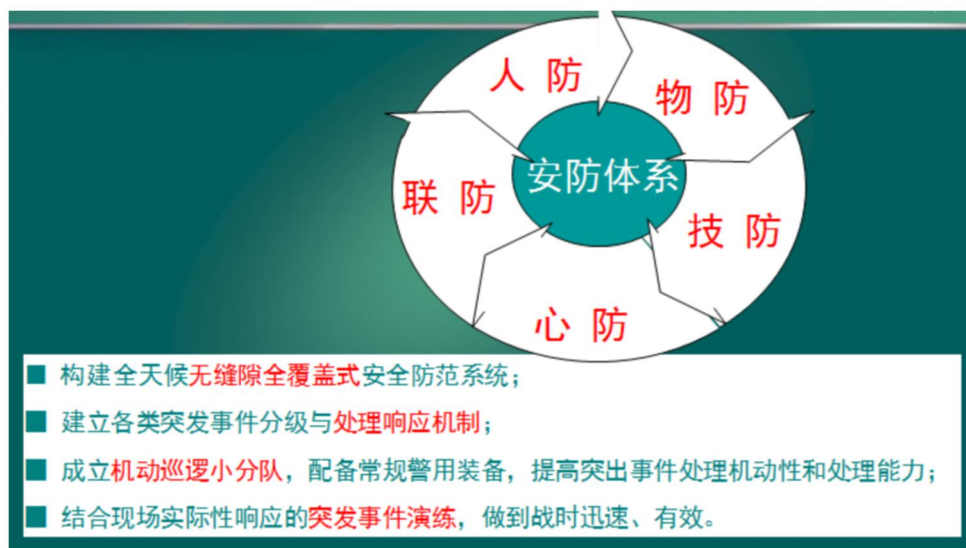 人 防
物 防
安防体系
联 防
技 防
心 防
■ 构建全天候无缝隙全覆盖式安全防范系统；
■ 建立各类突发事件分级与处理响应机制；
■ 成立机动巡逻小分队，配备常规警用装备，提高突出事件处理机动性和处理能力；
■ 结合现场实际性响应的突发事件演练，做到战时迅速、有效。